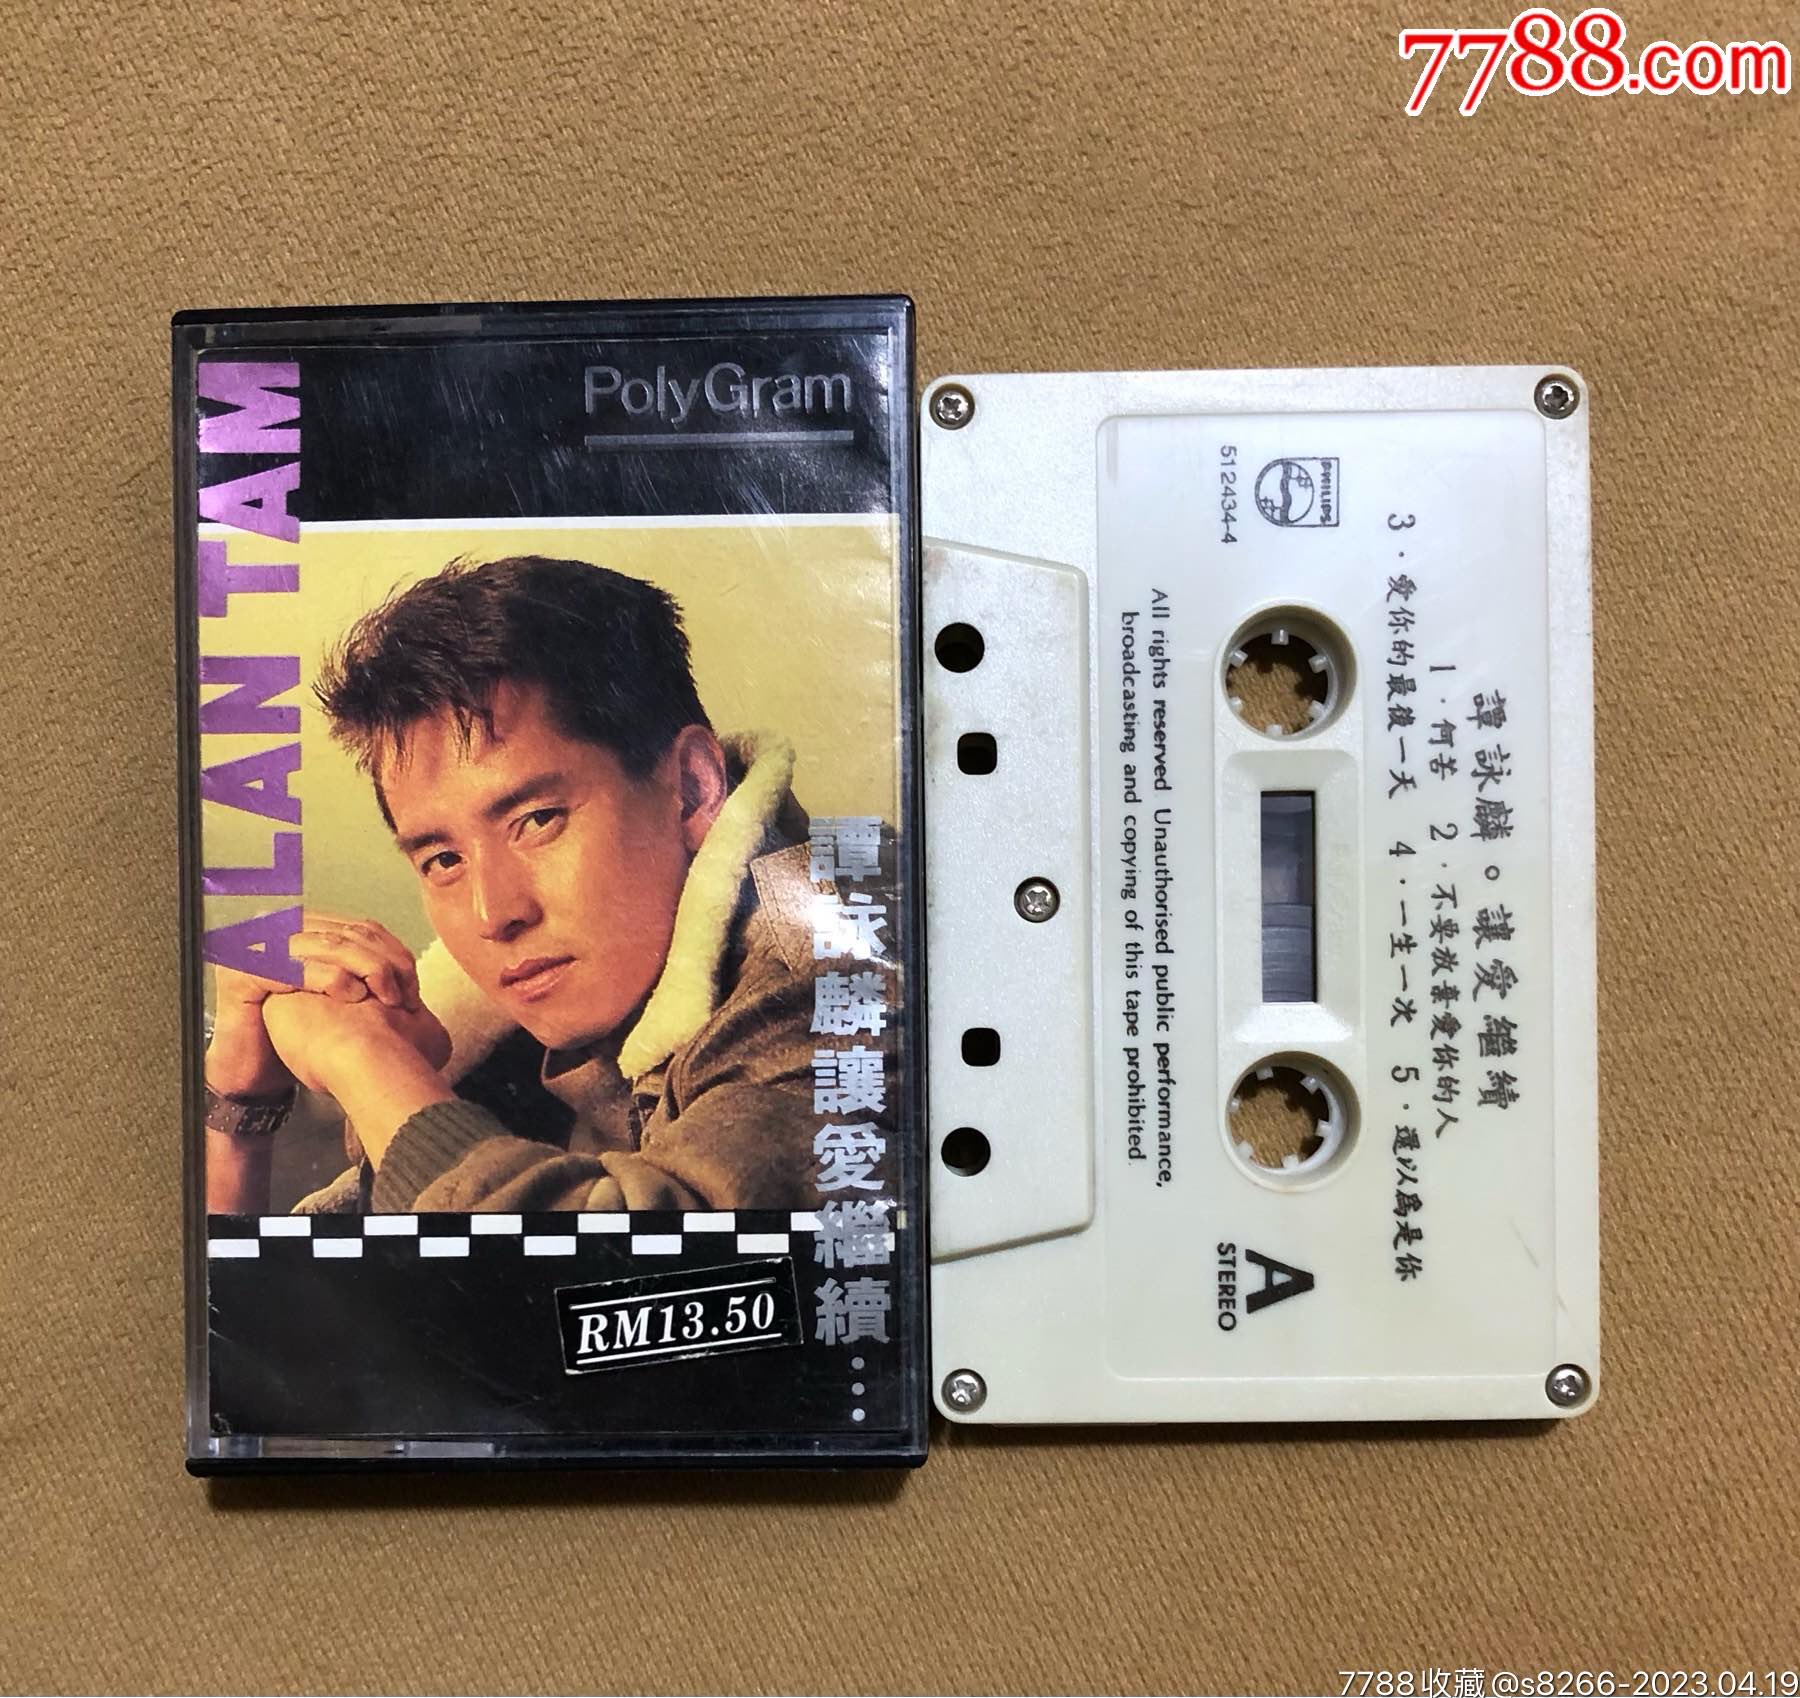 7788.com
PolyGram
ALAN TAM
譚詠麟讓愛繼續...
RM13.50
PHILIPS
512434-4
譚詠麟。讓愛繼續
1·何苦 2·不要放棄愛你的人
3·愛你的最後一天 4·一生一次 5·還以為是你
All rights reserved Unauthorised public performance,
broadcasting and copying of this tape prohibited.
A
STEREO
7788收藏@s8266-2023.04.19